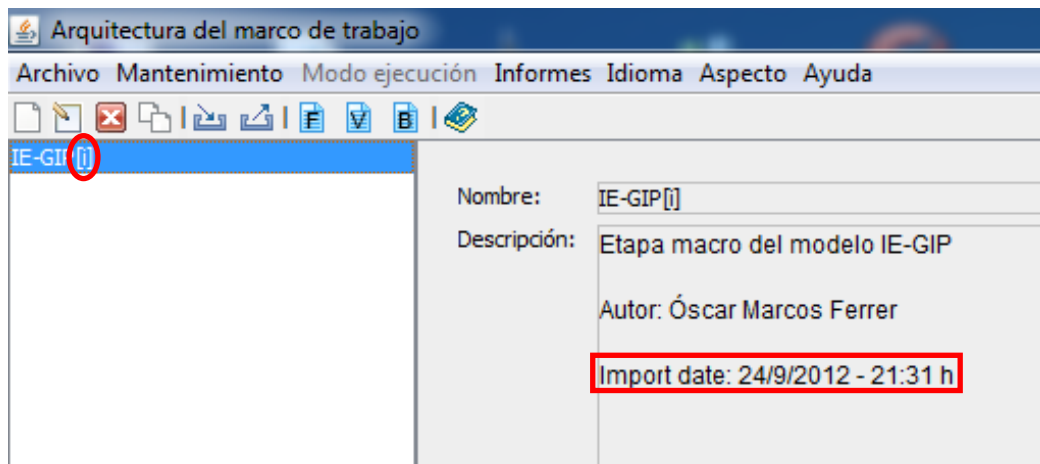 Arquitectura del marco de trabajo
Archivo Mantenimiento Modo ejecución Informes Idioma Aspecto Ayuda
F V B
IE-GIP[i]
Nombre: IE-GIP[i]
Descripción: Etapa macro del modelo IE-GIP
Autor: Óscar Marcos Ferrer
Import date: 24/9/2012 - 21:31 h